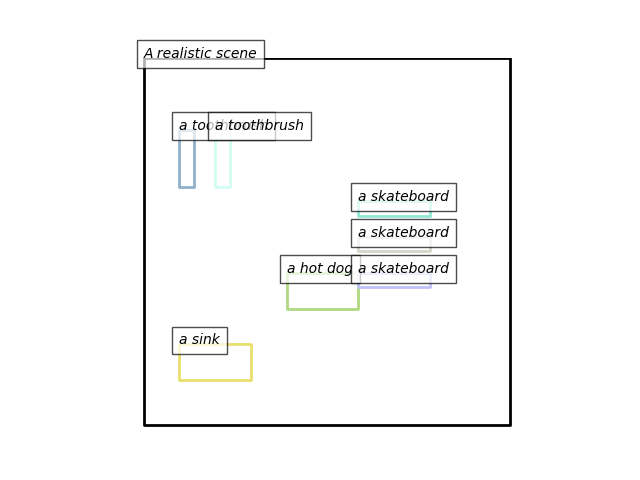 A realistic scene
a toothbrush
a toothbrush
a skateboard
a skateboard
a hot dog
a skateboard
a sink